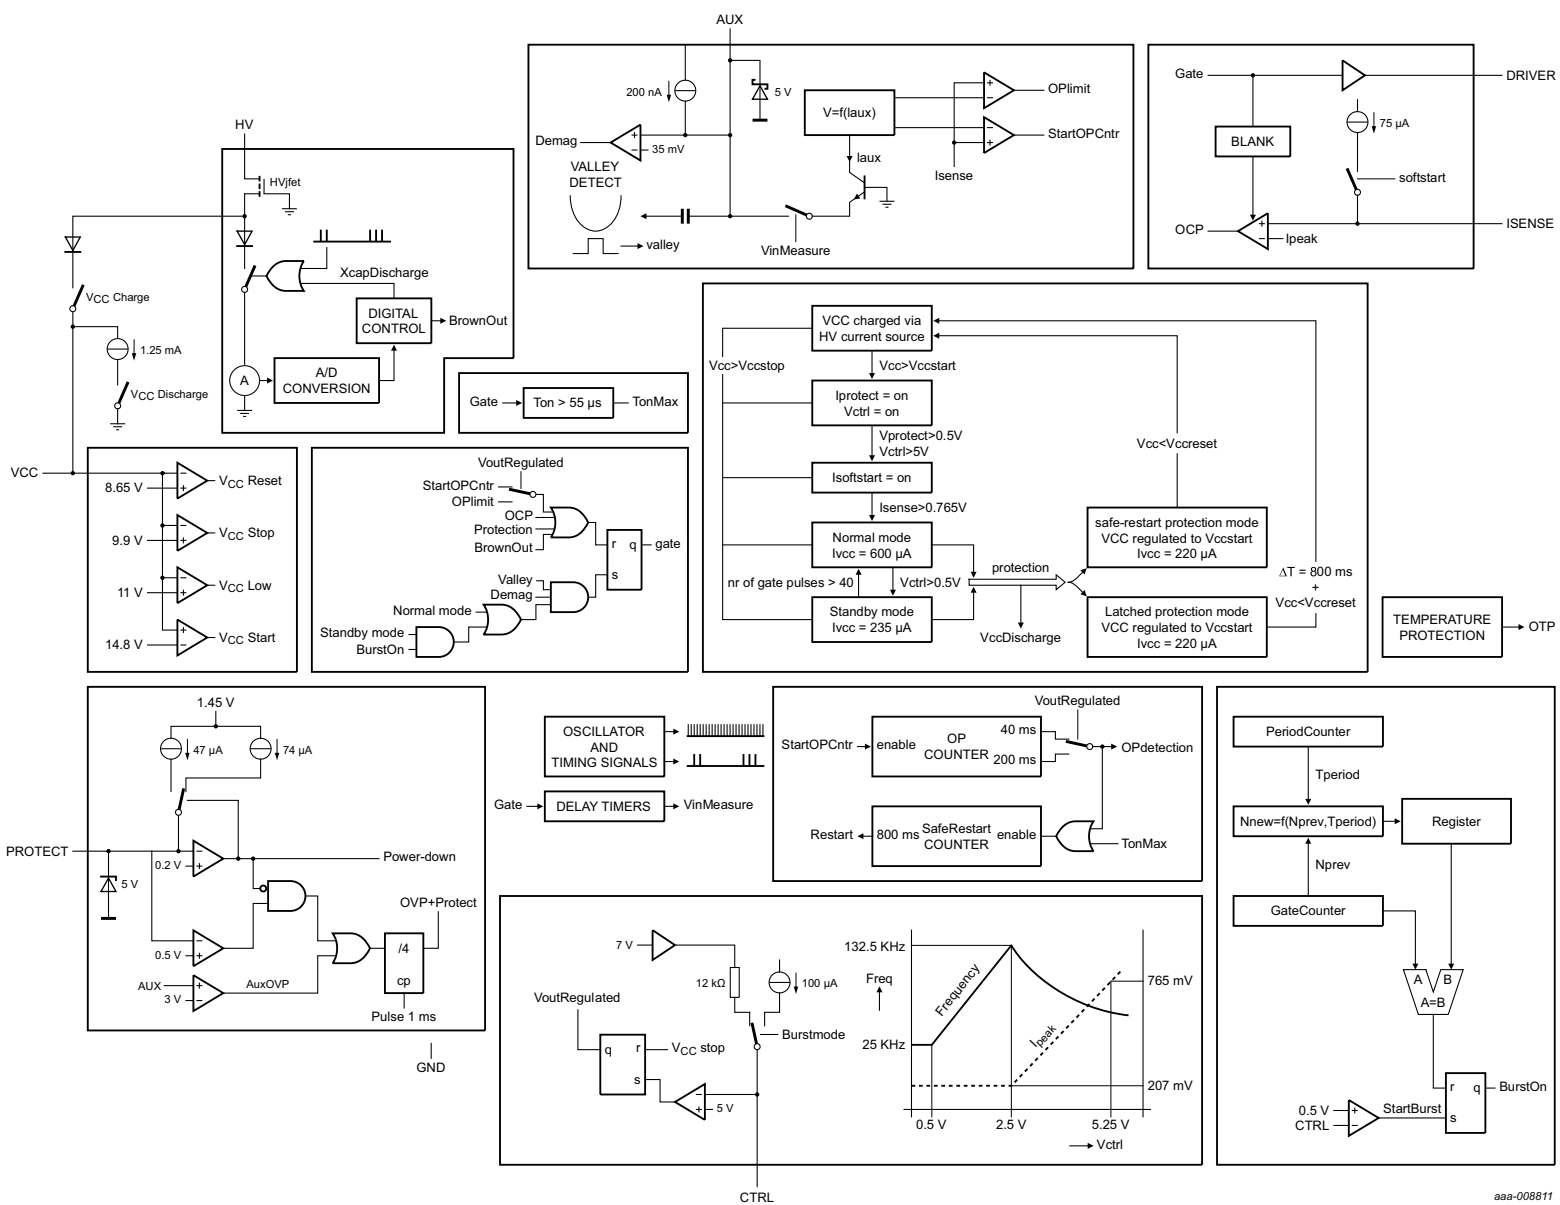 AUX
200 nA
5 V
Demag
+
−
35 mV
VALLEY
DETECT
valley
VinMeasure
V=f(Iaux)
Iaux
+
−
OPlimit
−
+
StartOPCntr
Isense
Gate
DRIVER
BLANK
75 μA
softstart
OCP
+
−
Ipeak
ISENSE
HV
HVjfet
XcapDischarge
DIGITAL
CONTROL
BrownOut
A
A/D
CONVERSION
VCC Charge
1.25 mA
VCC Discharge
Gate
Ton > 55 μs
TonMax
VCC
8.65 V
−
+
VCC Reset
9.9 V
−
+
VCC Stop
11 V
−
+
VCC Low
14.8 V
+
−
VCC Start
VoutRegulated
StartOPCntr
OPlimit
OCP
Protection
BrownOut
r q
s
gate
Valley
Demag
Normal mode
Standby mode
BurstOn
VCC charged via
HV current source
Vcc>Vccstop
Vcc>Vccstart
Iprotect = on
Vctrl = on
Vprotect>0.5V
Vctrl>5V
Isoftstart = on
Isense>0.765V
Normal mode
Ivcc = 600 μA
nr of gate pulses > 40
Vctrl>0.5V
Standby mode
Ivcc = 235 μA
protection
VccDischarge
Vcc<Vccreset
safe-restart protection mode
VCC regulated to Vccstart
Ivcc = 220 μA
Latched protection mode
VCC regulated to Vccstart
Ivcc = 220 μA
ΔT = 800 ms
+
Vcc<Vccreset
TEMPERATURE
PROTECTION
OTP
1.45 V
47 μA
74 μA
PROTECT
5 V
0.2 V
−
+
Power-down
0.5 V
−
+
AUX
3 V
+
−
AuxOVP
OVP+Protect
/4
cp
Pulse 1 ms
GND
OSCILLATOR
AND
TIMING SIGNALS
Gate
DELAY TIMERS
VinMeasure
VoutRegulated
StartOPCntr
enable
OP
COUNTER
40 ms
200 ms
OPdetection
Restart
800 ms
SafeRestart
COUNTER
enable
TonMax
7 V
12 kΩ
100 μA
VoutRegulated
q r
s
VCC stop
Burstmode
−
+
5 V
CTRL
132.5 KHz
Freq
25 KHz
Frequency
Ipeak
765 mV
207 mV
0.5 V
2.5 V
5.25 V
Vctrl
PeriodCounter
Tperiod
Nnew=f(Nprev,Tperiod)
Register
Nprev
GateCounter
A B
A=B
r q
s
BurstOn
0.5 V
CTRL
+
−
StartBurst
aaa-008811